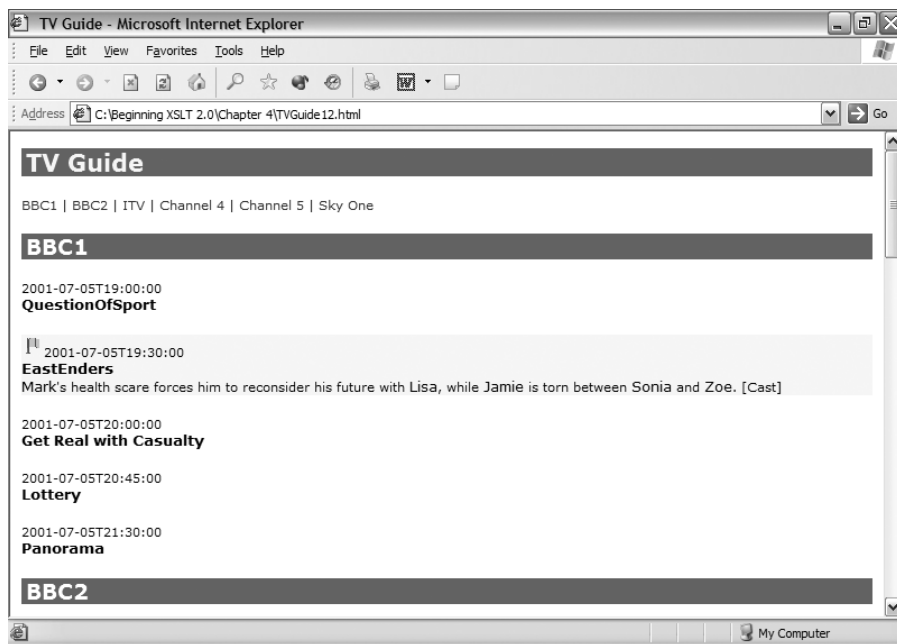 TV Guide - Microsoft Internet Explorer
File Edit View Favorites Tools Help
Address C:\Beginning XSLT 2.0\Chapter 4\TVGuide12.html Go
TV Guide
BBC1 | BBC2 | ITV | Channel 4 | Channel 5 | Sky One
BBC1
2001-07-05T19:00:00
QuestionOfSport
2001-07-05T19:30:00
EastEnders
Mark's health scare forces him to reconsider his future with Lisa, while Jamie is torn between Sonia and Zoe. [Cast]
2001-07-05T20:00:00
Get Real with Casualty
2001-07-05T20:45:00
Lottery
2001-07-05T21:30:00
Panorama
BBC2
My Computer